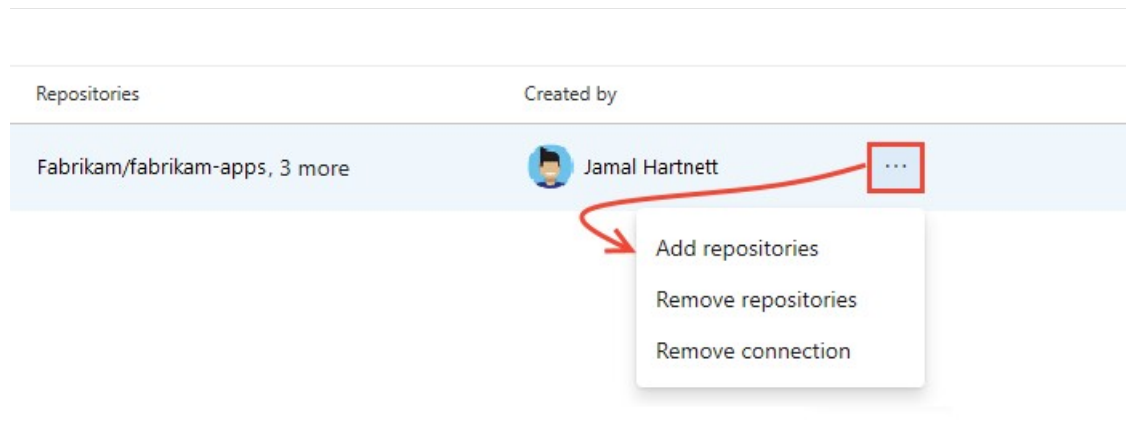 Repositories Created by
Fabrikam/fabrikam-apps, 3 more Jamal Hartnett ...
Add repositories
Remove repositories
Remove connection